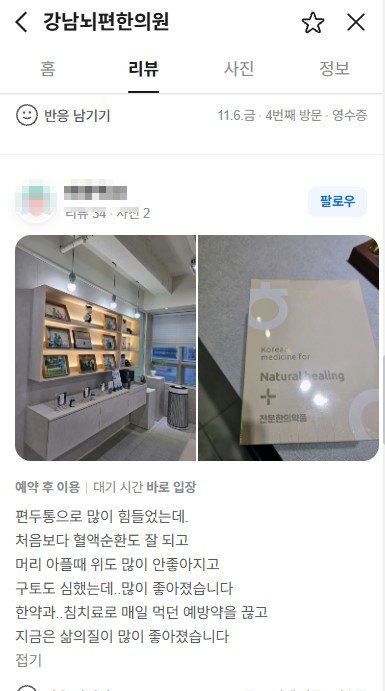 강남뇌편한의원
홈
리뷰
사진
정보
반응 남기기
11.6.금 · 4번째 방문 · 영수증
리뷰 34 · 사진 2
팔로우
Korean
medicine for
Natural healing
전문한의약품
예약 후 이용 | 대기 시간 바로 입장
편두통으로 많이 힘들었는데.
처음보다 혈액순환도 잘 되고
머리 아플때 위도 많이 안좋아지고
구토도 심했는데..많이 좋아졌습니다
한약과..침치료로 매일 먹던 예방약을 끊고
지금은 삶의질이 많이 좋아졌습니다
접기